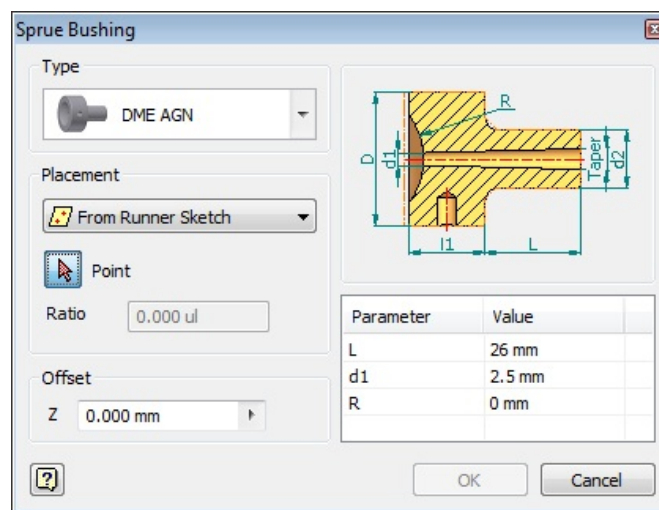 Sprue Bushing
Type
DME AGN
Placement
From Runner Sketch
Point
Ratio 0.000 ul
Offset
Z 0.000 mm
R
D
d1
Taper
d2
l1
L
Parameter Value
L 26 mm
d1 2.5 mm
R 0 mm
OK Cancel